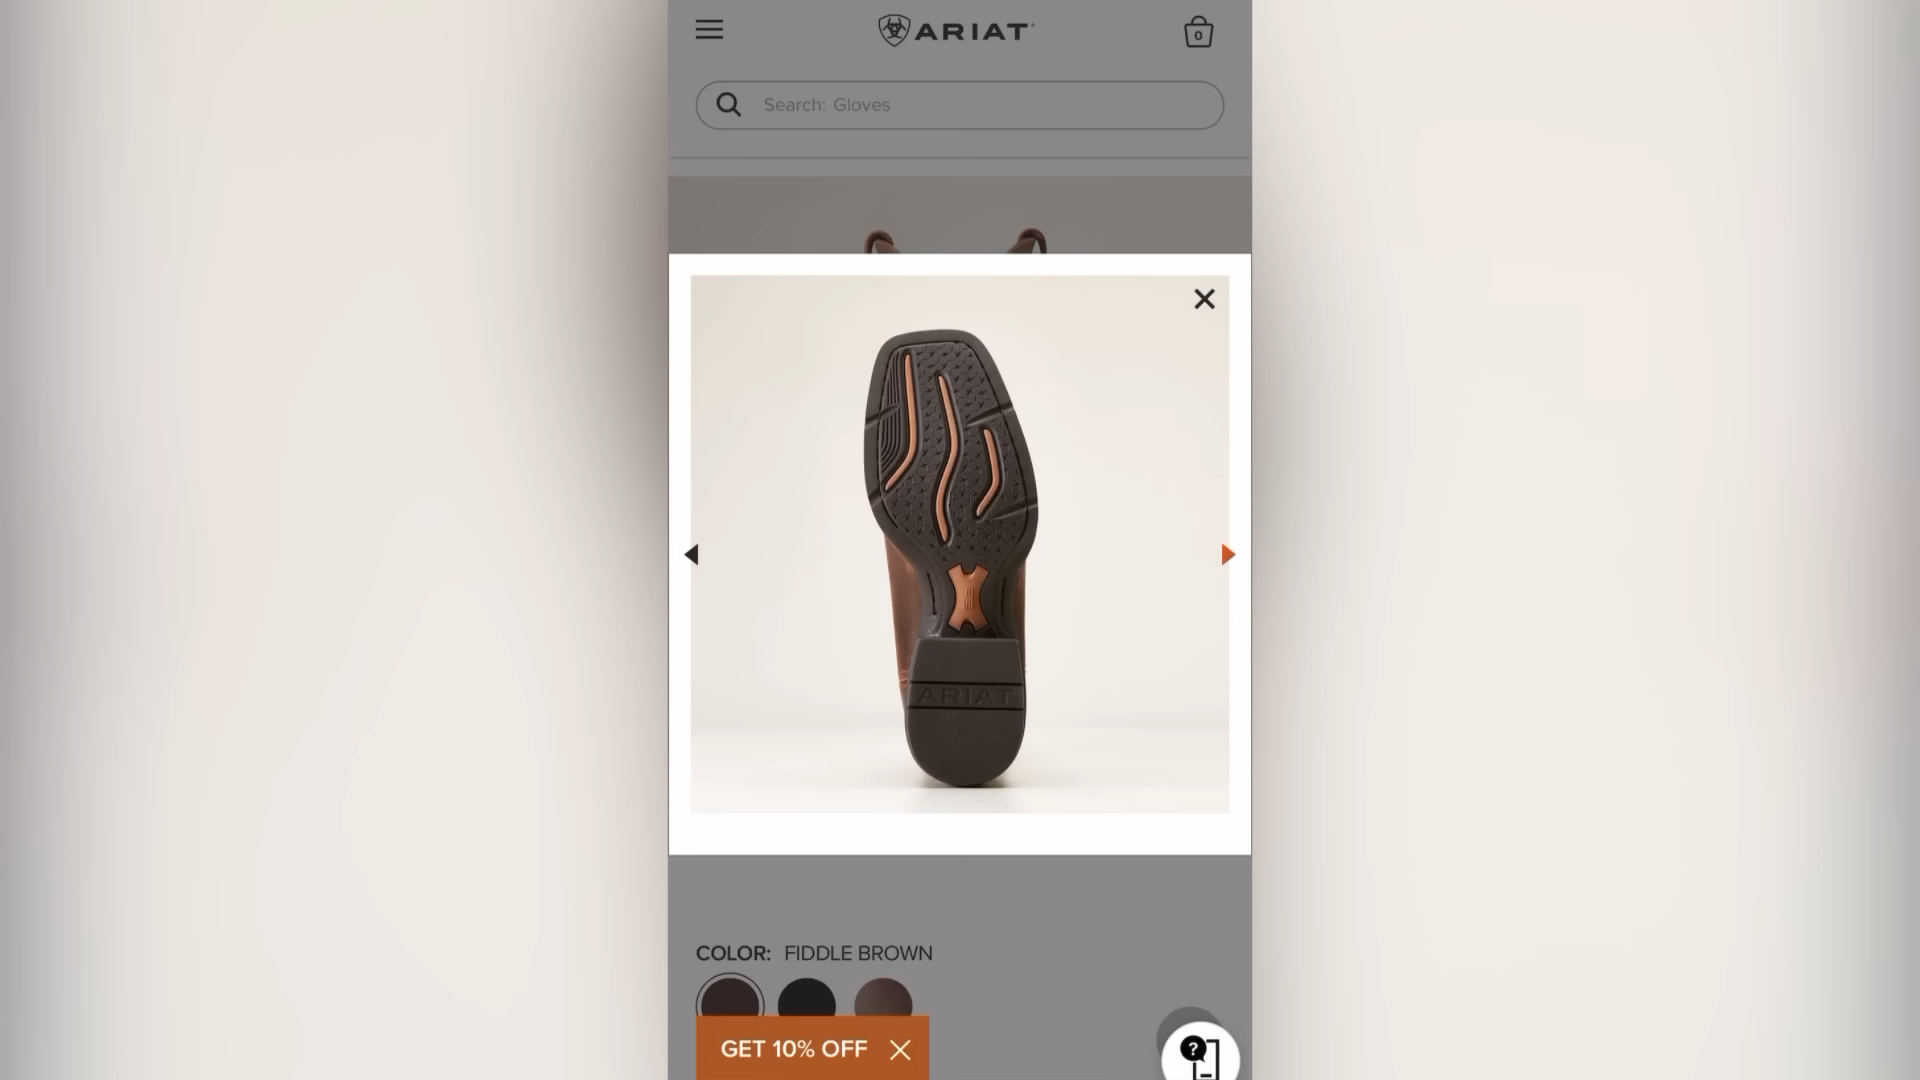 ARIAT
0
Search: Gloves
ARIAT
COLOR: FIDDLE BROWN
GET 10% OFF
?